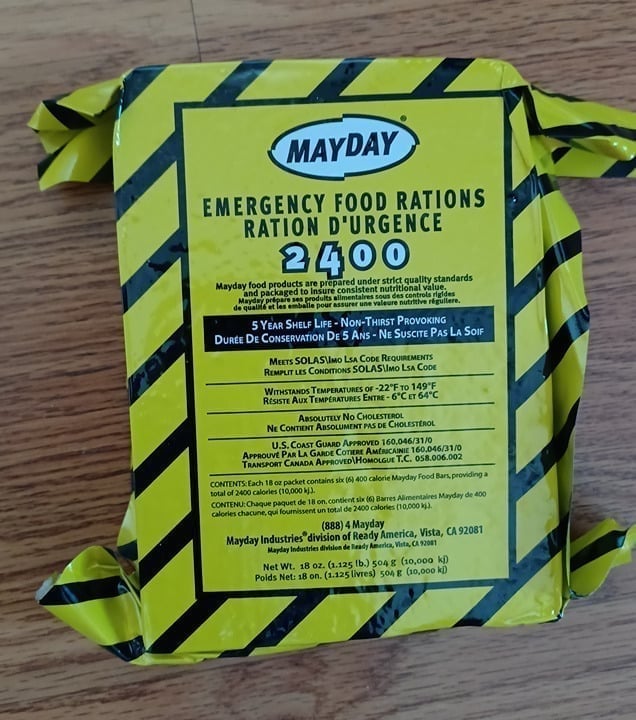 MAYDAY®
EMERGENCY FOOD RATIONS
RATION D'URGENCE
2400
Mayday food products are prepared under strict quality standards
and packaged to insure consistent nutritional value.
Mayday prépare ses produits alimentaires sous des controls rigides
de qualité et les emballe pour assurer une valeure nutritive régulière.
5 YEAR SHELF LIFE - NON-THIRST PROVOKING
DURÉE DE CONSERVATION DE 5 ANS - NE SUSCITE PAS LA SOIF
MEETS SOLAS\IMO LSA CODE REQUIREMENTS
REMPLIT LES CONDITIONS SOLAS\IMO LSA CODE
WITHSTANDS TEMPERATURES OF -22°F TO 149°F
RÉSISTE AUX TEMPÉRATURES ENTRE - 6°C ET 64°C
ABSOLUTELY NO CHOLESTEROL
NE CONTIENT ABSOLUMENT PAS DE CHOLESTÉROL
U.S. COAST GUARD APPROVED 160.046/31/0
APPROUVÉ PAR LA GARDE COTIERE AMÉRICAINIE 160.046/31/0
TRANSPORT CANADA APPROVED\HOMOLGUE T.C. 058.006.002
CONTENTS: Each 18 oz packet contains six (6) 400 calorie Mayday Food Bars, providing a
total of 2400 calories (10,000 kj.).
CONTENU: Chaque paquet de 18 on. contient six (6) Barres Alimentaires Mayday de 400
calories chacune, qui fournissent un total de 2400 calories (10,000 kj.).
(888) 4 Mayday
Mayday Industries® division of Ready America, Vista, CA 92081
Mayday Industries division de Ready America, Vista, CA 92081
Net Wt. 18 oz. (1.125 lb.) 504 g (10,000 kj)
Poids Net: 18 on. (1.125 livres) 504 g (10,000 kj)